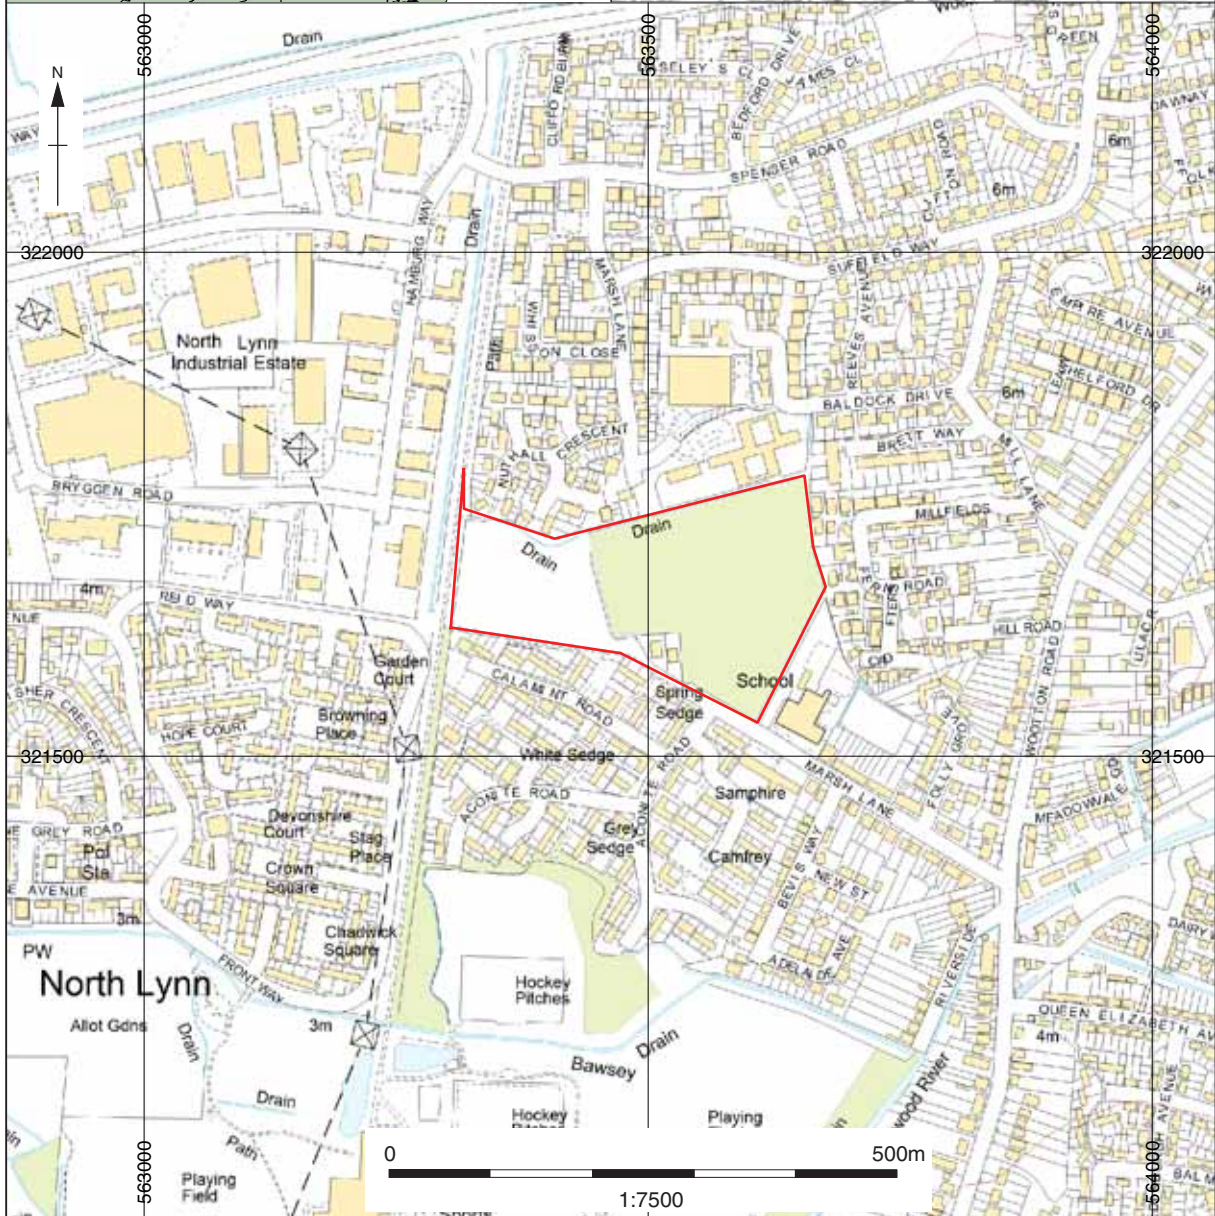 563000
563500
564000
Drain
N
WAY
SELEY'S CL
BEDFORD DRIVE
JAMES CL
GREEN
DAWNAY
6m
SPENSER ROAD
6m
322000
322000
HAMBURG WAY
Drain
SUFFIELD WAY
MARSH LANE
REEVES AVENUE
EMPIRE AVENUE
North Lynn
Industrial Estate
Path
CLOSE
SHELFORD DR
6m
BALDOCK DRIVE
BRETT WAY
MILL LANE
NUTHALL CRESCENT
BRYGGEN ROAD
MILLFIELDS
Drain
Drain
4m
REID WAY
HILL ROAD
Garden
Court
CALAMINT ROAD
School
Spring
Sedge
WOOTTON ROAD
Browning
Place
HOPE COURT
White Sedge
321500
321500
FOLLY GROVE
MARSH LANE
ACONITE ROAD
ACONITE ROAD
Samphire
MEADOWVALE
GREY ROAD
Pol
Sta
Devonshire
Court
Stag
Place
Grey
Sedge
Camfrey
BEVIS WAY
NEW ST
Crown
Square
AVENUE
3m
Chadwick
Square
PW
North Lynn
FRONT WAY
ADELAIDE AVE
RIVERSIDE
DAIRY
Hockey
Pitches
Allot Gdns
3m
Drain
QUEEN ELIZABETH AV
4m
Bawsey Drain
Drain
Hockey
Playing
Path
Playing
Field
AVENUE
0 500m
1:7500
563000
564000